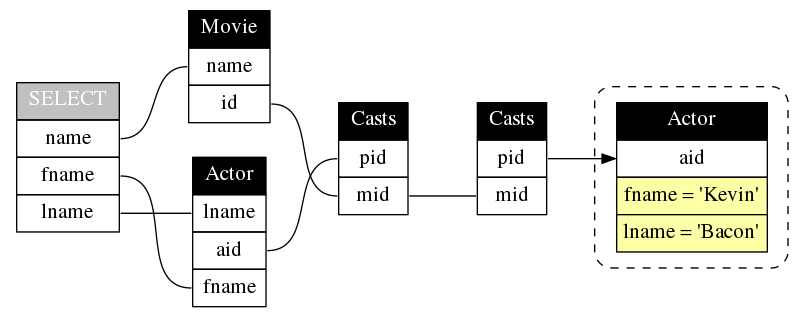 SELECT
name
fname
lname
Movie
name
id
Actor
lname
aid
fname
Casts
pid
mid
Casts
pid
mid
Actor
aid
fname = 'Kevin'
lname = 'Bacon'